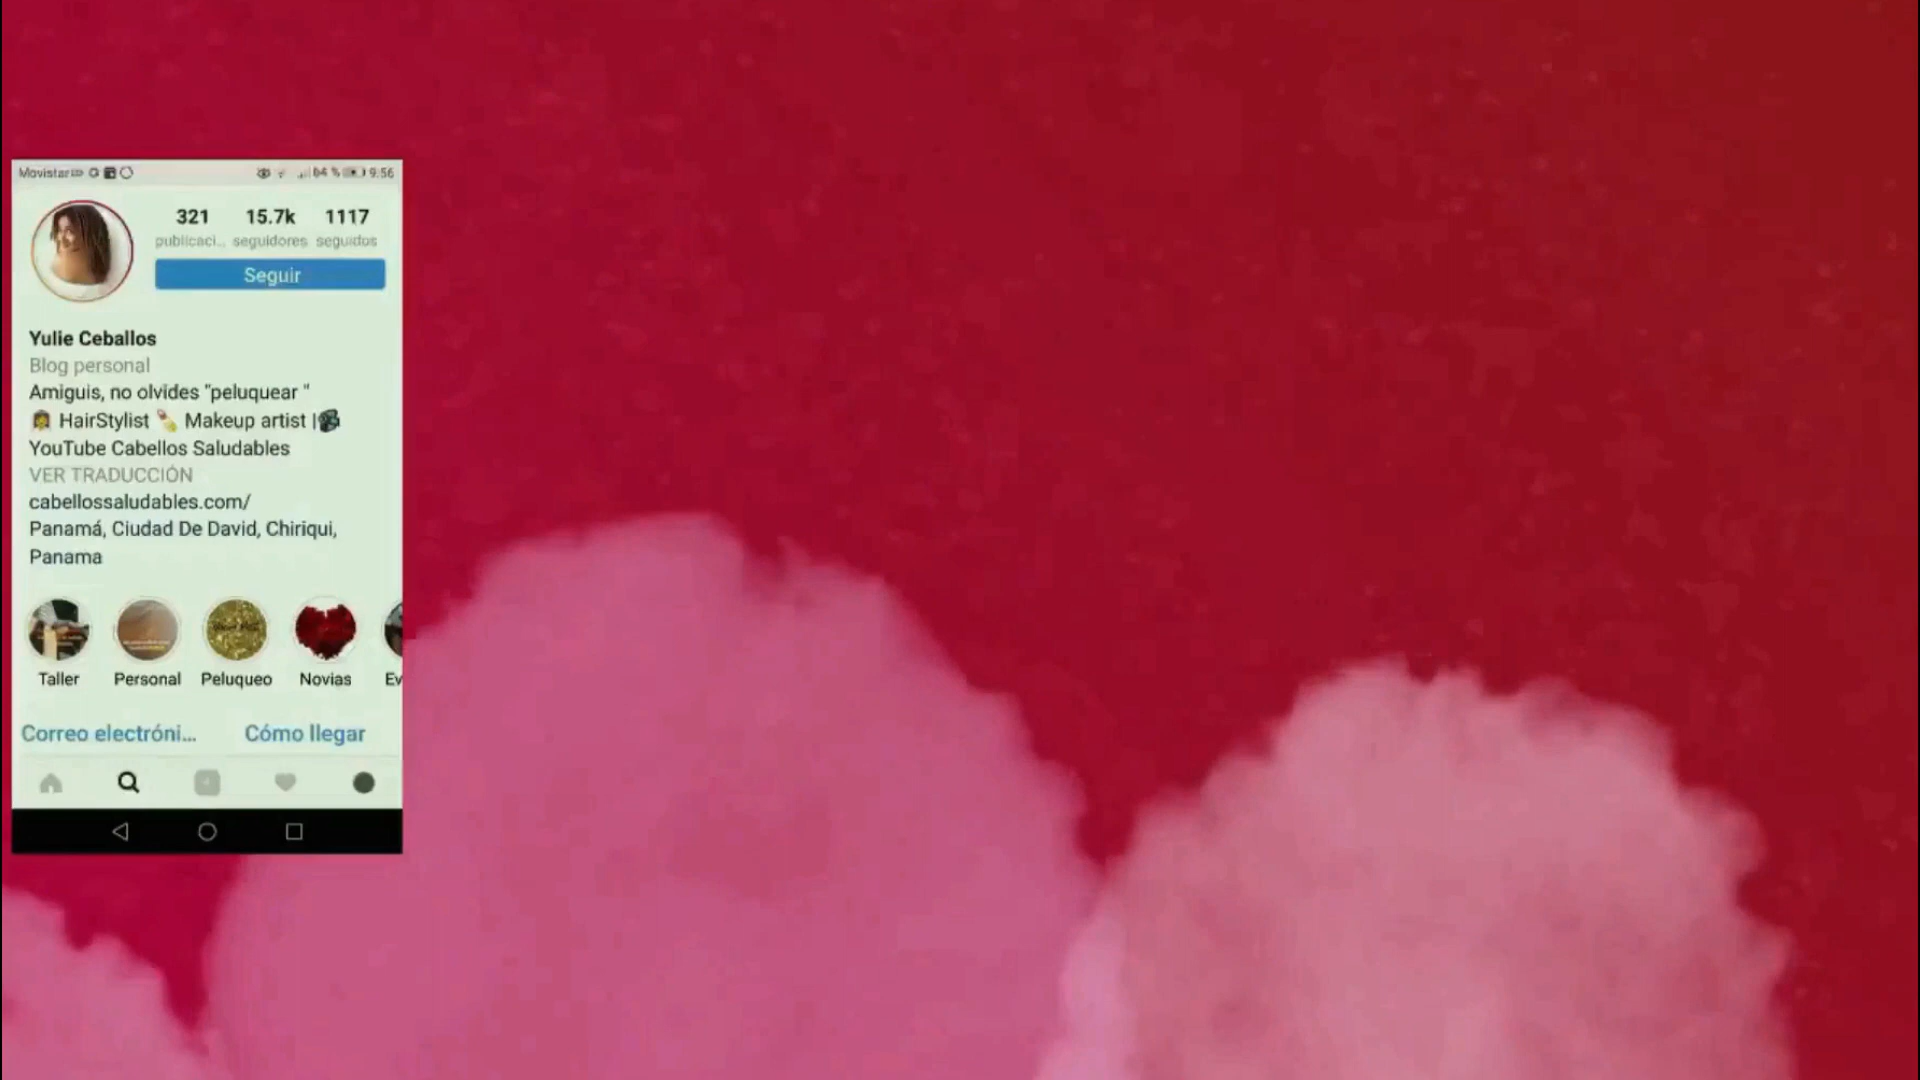 Movistar 64 % 9:56
321 15.7k 1117
publicaci... seguidores seguidos
Seguir
Yulie Ceballos
Blog personal
Amiguis, no olvides "peluquear "
HairStylist Makeup artist |
YouTube Cabellos Saludables
VER TRADUCCIÓN
cabellossaludables.com/
Panamá, Ciudad De David, Chiriqui,
Panama
Taller Personal Peluqueo Novias Ev
Correo electróni... Cómo llegar